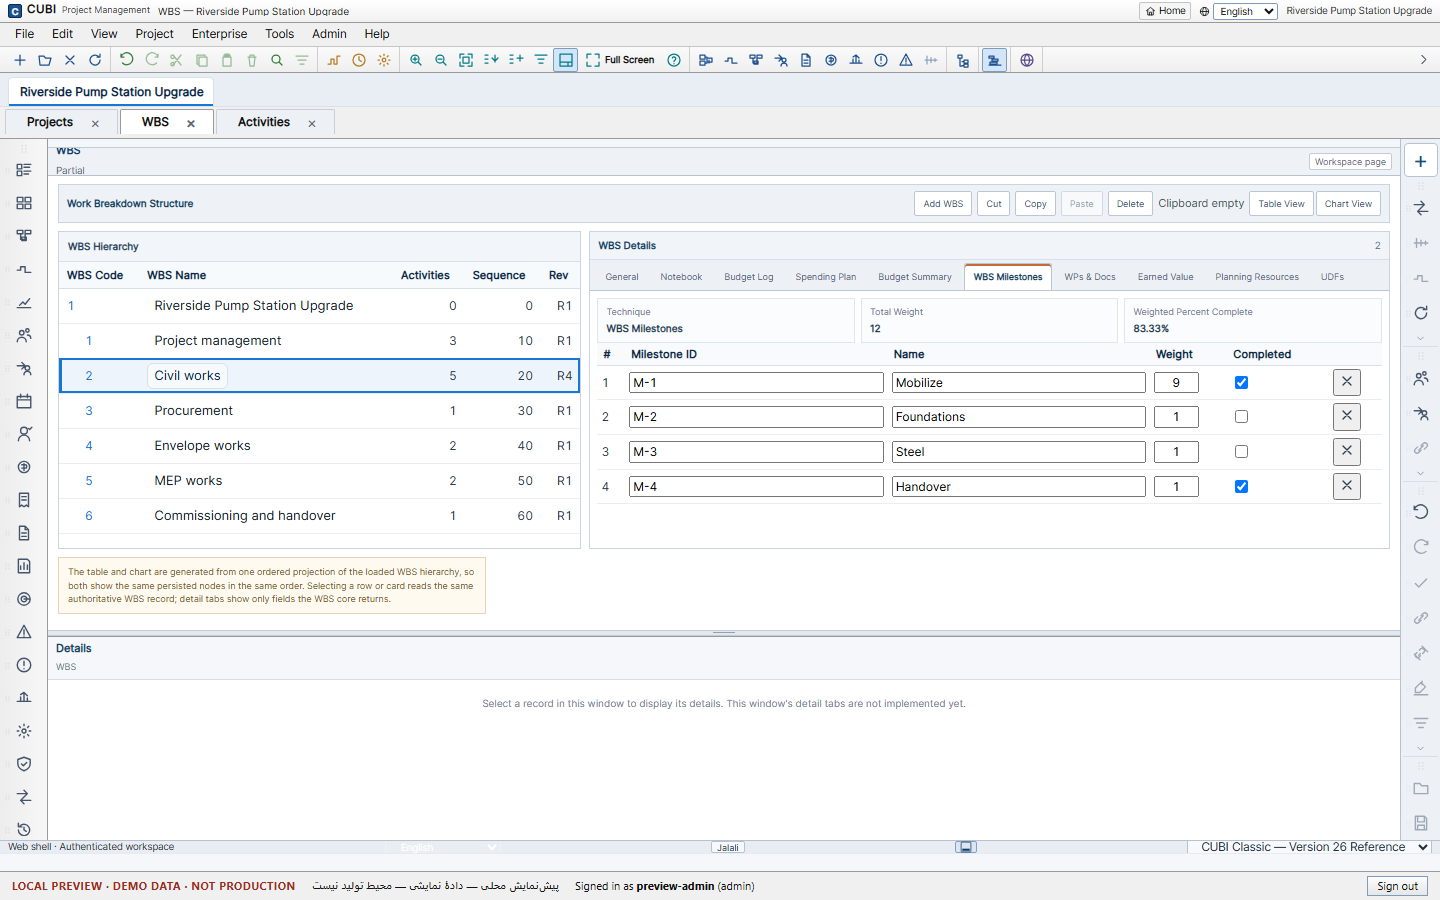 CUBI Project Management WBS — Riverside Pump Station Upgrade
Home English Riverside Pump Station Upgrade
File Edit View Project Enterprise Tools Admin Help
Full Screen
Riverside Pump Station Upgrade
Projects WBS Activities
WBS
Partial
Workspace page
Work Breakdown Structure
Add WBS Cut Copy Paste Delete Clipboard empty Table View Chart View
WBS Hierarchy
WBS Code WBS Name Activities Sequence Rev
1 Riverside Pump Station Upgrade 0 0 R1
1 Project management 3 10 R1
2 Civil works 5 20 R4
3 Procurement 1 30 R1
4 Envelope works 2 40 R1
5 MEP works 2 50 R1
6 Commissioning and handover 1 60 R1
WBS Details 2
General Notebook Budget Log Spending Plan Budget Summary WBS Milestones WPs & Docs Earned Value Planning Resources UDFs
Technique
WBS Milestones
Total Weight
12
Weighted Percent Complete
83.33%
# Milestone ID Name Weight Completed
1 M-1 Mobilize 9
2 M-2 Foundations 1
3 M-3 Steel 1
4 M-4 Handover 1
The table and chart are generated from one ordered projection of the loaded WBS hierarchy, so
both show the same persisted nodes in the same order. Selecting a row or card reads the same
authoritative WBS record; detail tabs show only fields the WBS core returns.
Details
WBS
Select a record in this window to display its details. This window's detail tabs are not implemented yet.
Web shell · Authenticated workspace English Jalali CUBI Classic — Version 26 Reference
LOCAL PREVIEW · DEMO DATA · NOT PRODUCTION پیش‌نمایش محلی — دادهٔ نمایشی — محیط تولید نیست Signed in as preview-admin (admin) Sign out